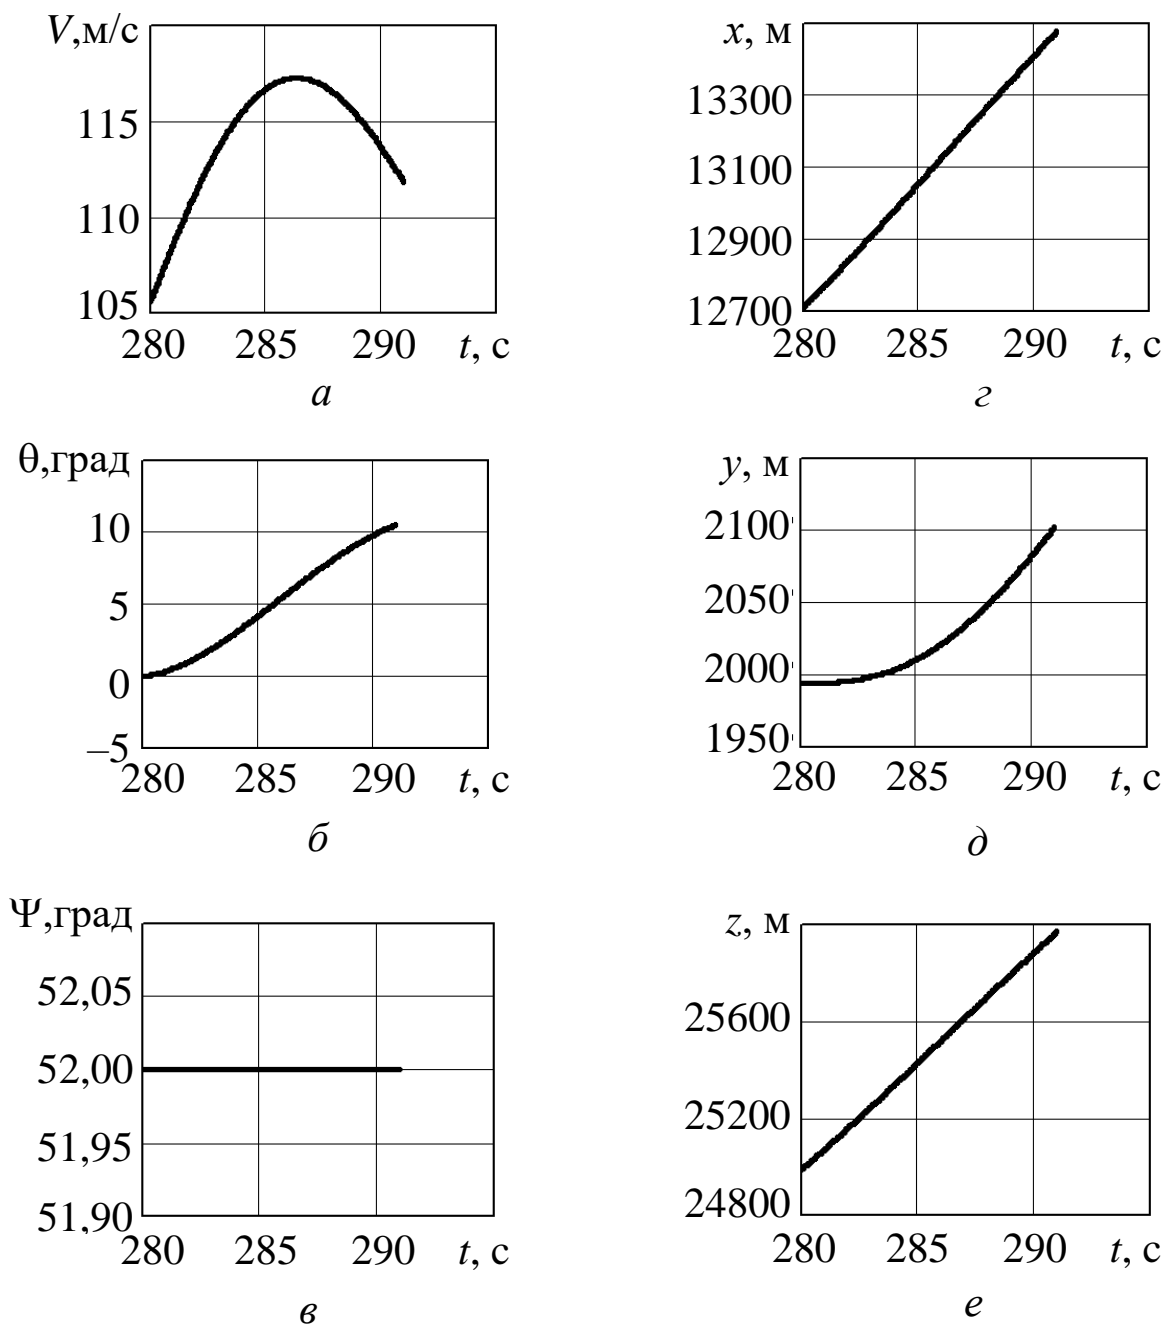 V,м/с
115
110
105
280 285 290 t, с
а
x, м
13300
13100
12900
12700
280 285 290 t, с
г
θ,град
10
5
0
–5
280 285 290 t, с
б
y, м
2100
2050
2000
1950
280 285 290 t, с
д
Ψ,град
52,05
52,00
51,95
51,90
280 285 290 t, с
в
z, м
25600
25200
24800
280 285 290 t, с
е